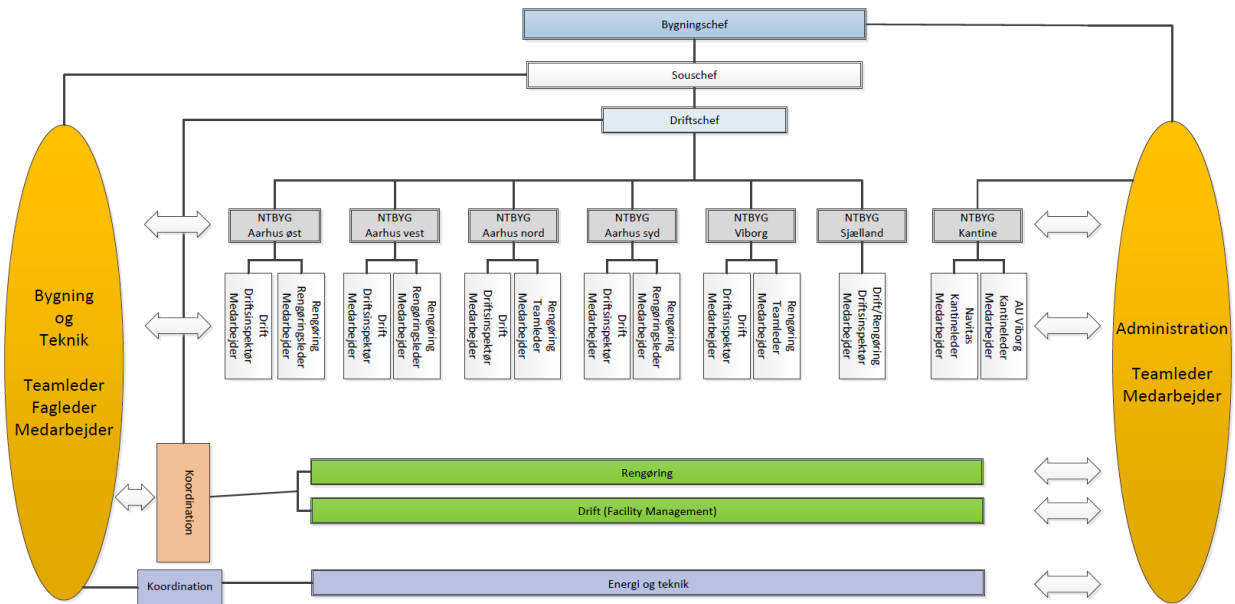 Bygningschef
Souschef
Driftschef
NTBYG
Aarhus øst
NTBYG
Aarhus vest
NTBYG
Aarhus nord
NTBYG
Aarhus syd
NTBYG
Viborg
NTBYG
Sjælland
NTBYG
Kantine
Drift
Driftsinspektør
Medarbejder
Rengøring
Rengøringsleder
Medarbejder
Drift
Driftsinspektør
Medarbejder
Rengøring
Rengøringsleder
Medarbejder
Drift
Driftsinspektør
Medarbejder
Rengøring
Teamleder
Medarbejder
Drift
Driftsinspektør
Medarbejder
Rengøring
Rengøringsleder
Medarbejder
Drift
Driftsinspektør
Medarbejder
Rengøring
Teamleder
Medarbejder
Drift/Rengøring
Driftsinspektør
Medarbejder
Navitas
Kantineleder
Medarbejder
AU Viborg
Kantineleder
Medarbejder
Bygning
og
Teknik
Teamleder
Fagleder
Medarbejder
Administration
Teamleder
Medarbejder
Koordination
Rengøring
Drift (Facility Management)
Koordination
Energi og teknik